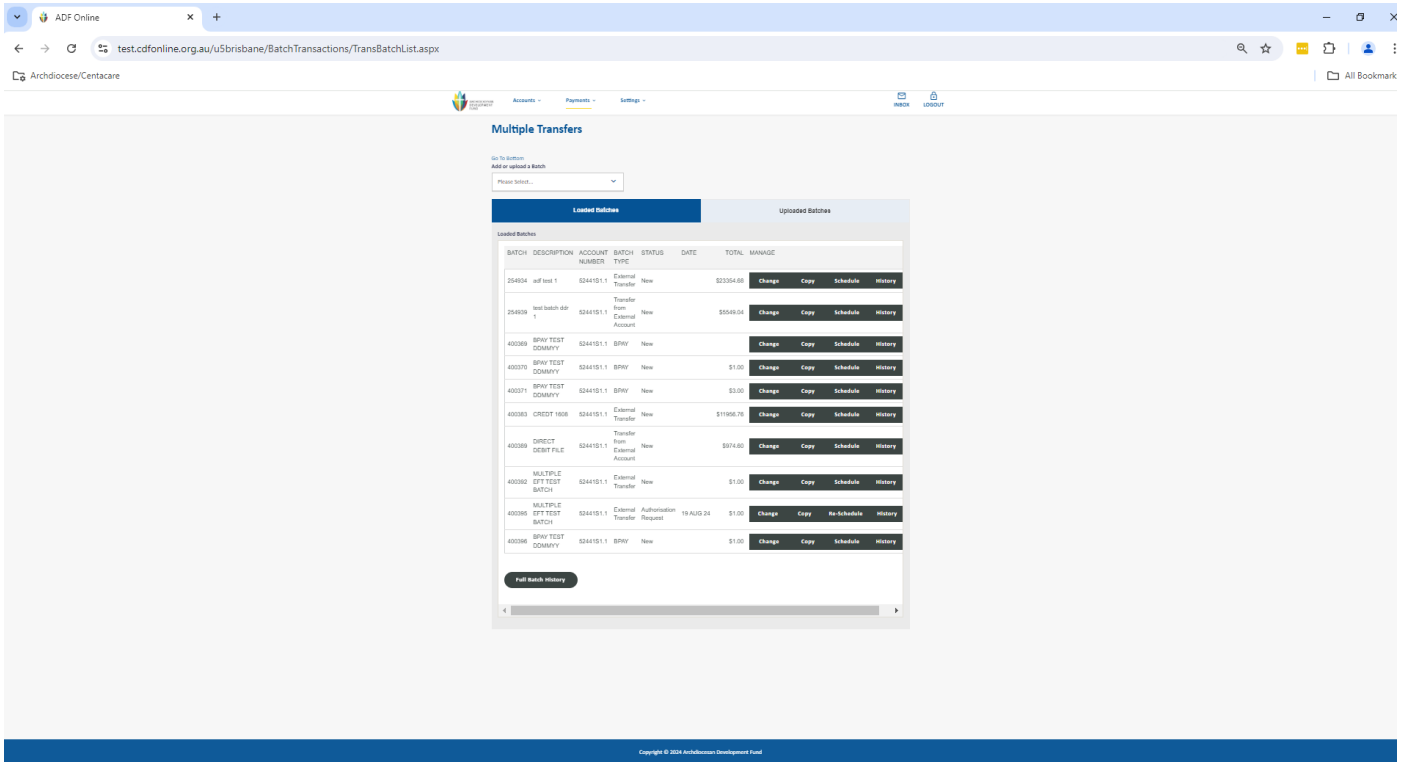 ADF Online
test.cdfonline.org.au/u5brisbane/BatchTransactions/TransBatchList.aspx
Archdiocese/Centacare
All Bookmark
ARCHDIOCESAN
DEVELOPMENT
FUND
Accounts
Payments
Settings
INBOX
LOGOUT
Multiple Transfers
Go To Bottom
Add or upload a Batch
Please Select...
Loaded Batches
Uploaded Batches
Loaded Batches
BATCH DESCRIPTION ACCOUNT BATCH STATUS DATE TOTAL MANAGE
NUMBER TYPE
254934 adf test 1 52441S1.1 External Transfer New $23354.68 Change Copy Schedule History
254939 test batch ddr 1 52441S1.1 Transfer from External Account New $5549.04 Change Copy Schedule History
400369 BPAY TEST DDMMYY 52441S1.1 BPAY New Change Copy Schedule History
400370 BPAY TEST DDMMYY 52441S1.1 BPAY New $1.00 Change Copy Schedule History
400371 BPAY TEST DDMMYY 52441S1.1 BPAY New $3.00 Change Copy Schedule History
400383 CREDT 1606 52441S1.1 External Transfer New $11956.76 Change Copy Schedule History
400389 DIRECT DEBIT FILE 52441S1.1 Transfer from External Account New $974.60 Change Copy Schedule History
400392 MULTIPLE EFT TEST BATCH 52441S1.1 External Transfer New $1.00 Change Copy Schedule History
400395 MULTIPLE EFT TEST BATCH 52441S1.1 External Transfer Authorisation Request 19 AUG 24 $1.00 Change Copy Re-Schedule History
400396 BPAY TEST DDMMYY 52441S1.1 BPAY New $1.00 Change Copy Schedule History
Full Batch History
Copyright © 2024 Archdiocesan Development Fund